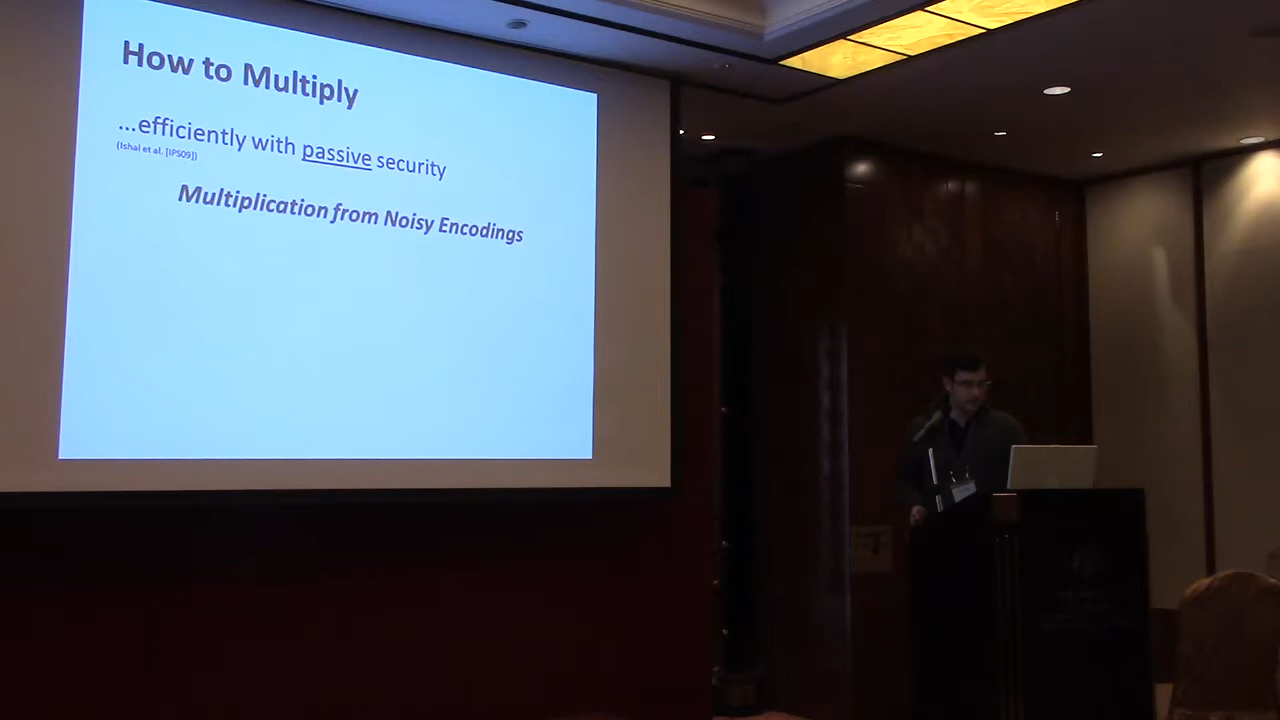 How to Multiply
...efficiently with passive security
(Ishai et al. [IPS09])
Multiplication from Noisy Encodings